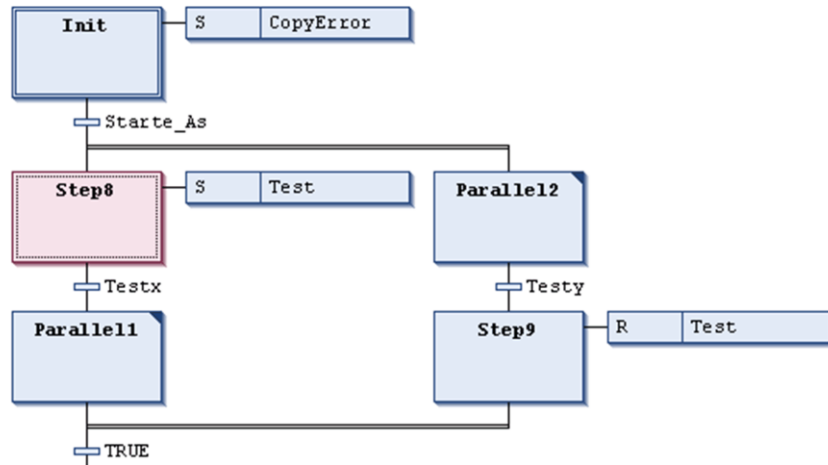 Init
S CopyError
Starte_As
Step8
S Test
Parallel2
Testx
Testy
Parallel1
Step9
R Test
TRUE